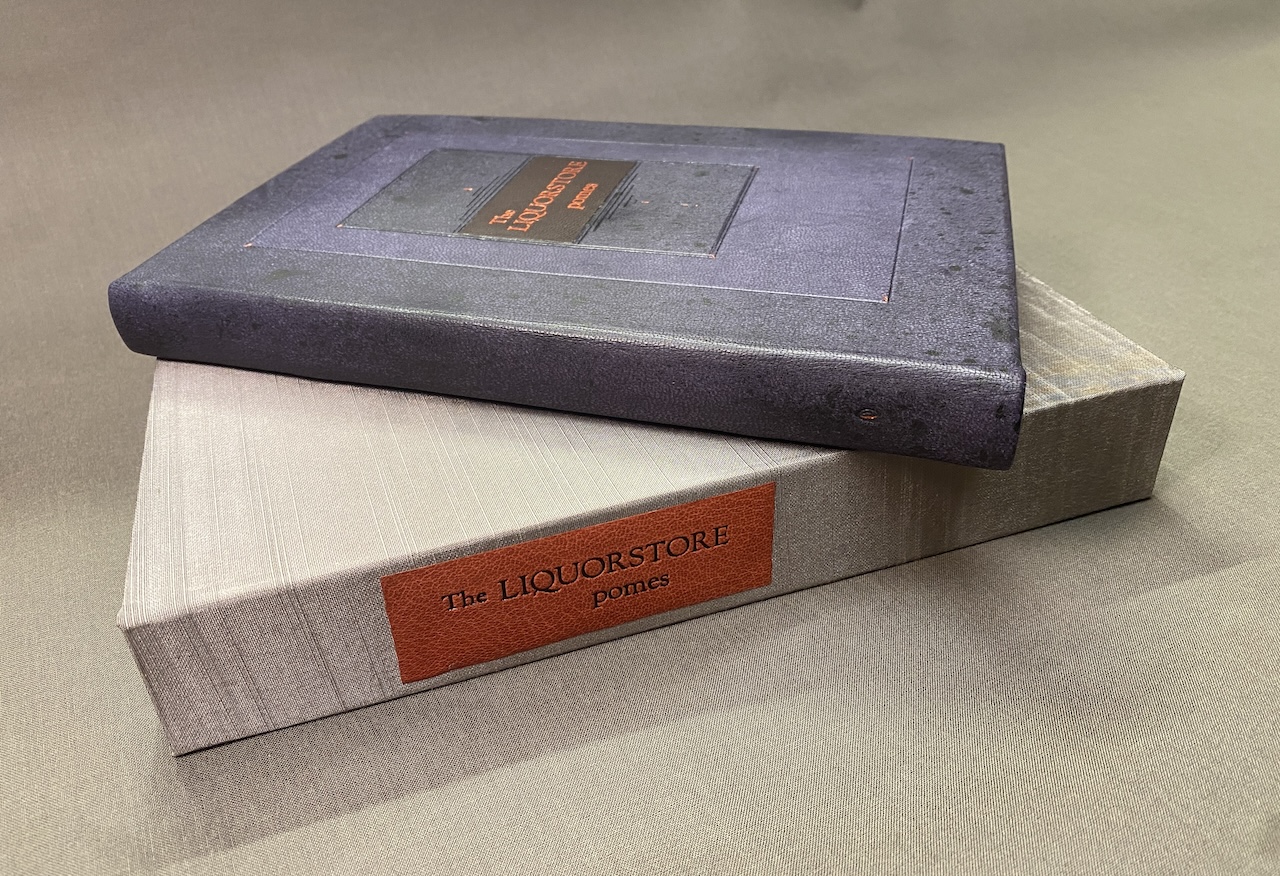 The
LIQUORSTORE
pomes
The LIQUORSTORE
pomes